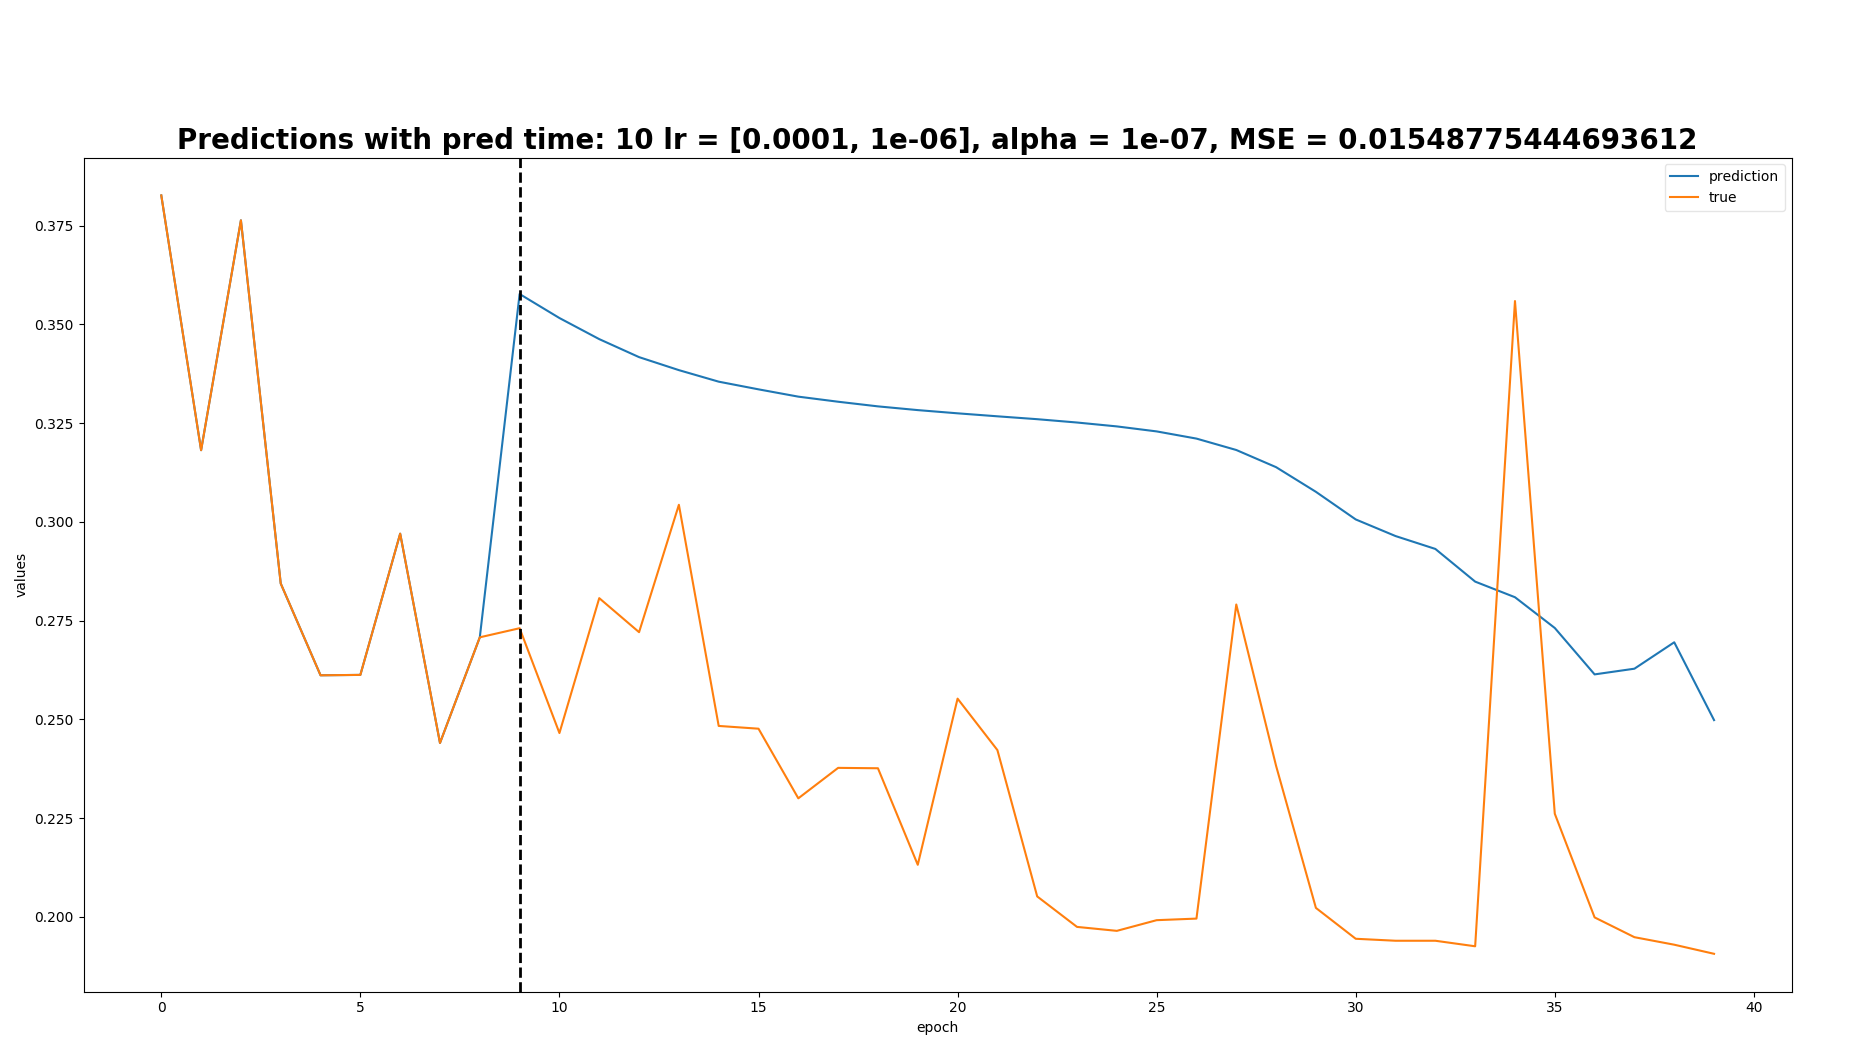 Predictions with pred time: 10 lr = [0.0001, 1e-06], alpha = 1e-07, MSE = 0.01548775444693612
prediction
true
0.375
0.350
0.325
0.300
0.275
0.250
0.225
0.200
values
0 5 10 15 20 25 30 35 40
epoch